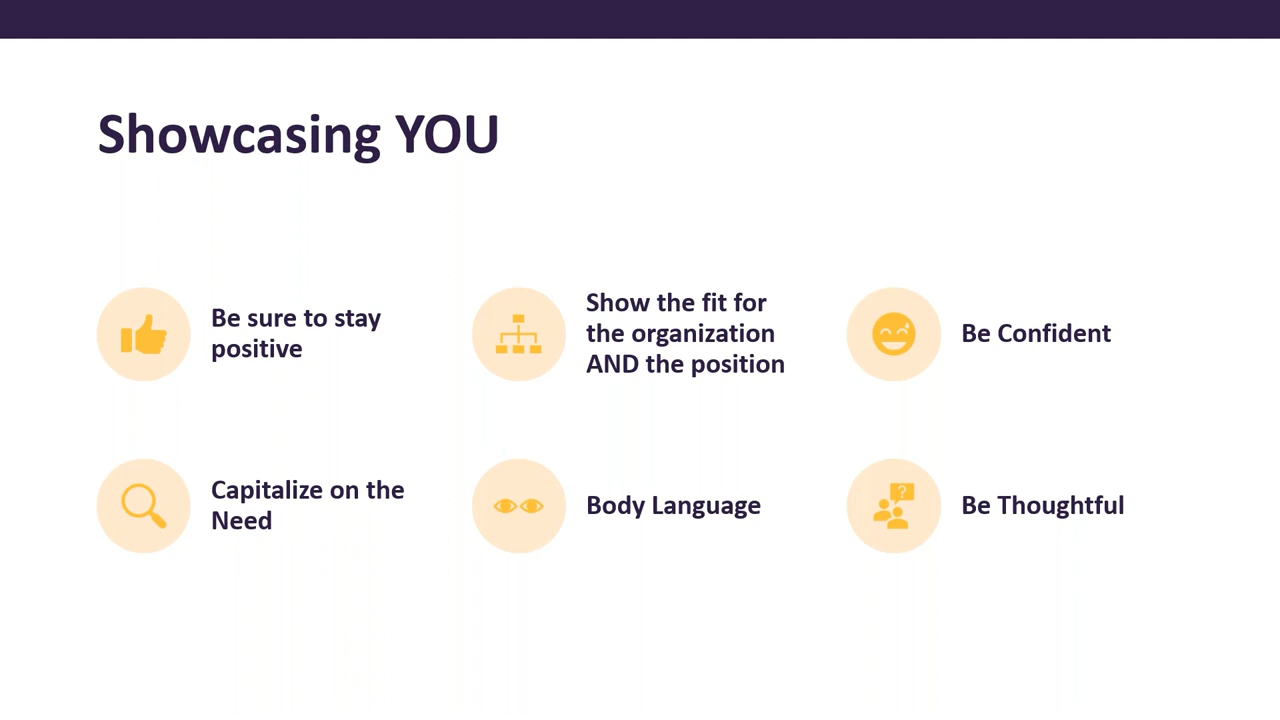 Showcasing YOU
Be sure to stay
positive
Show the fit for
the organization
AND the position
Be Confident
Capitalize on the
Need
Body Language
Be Thoughtful
?